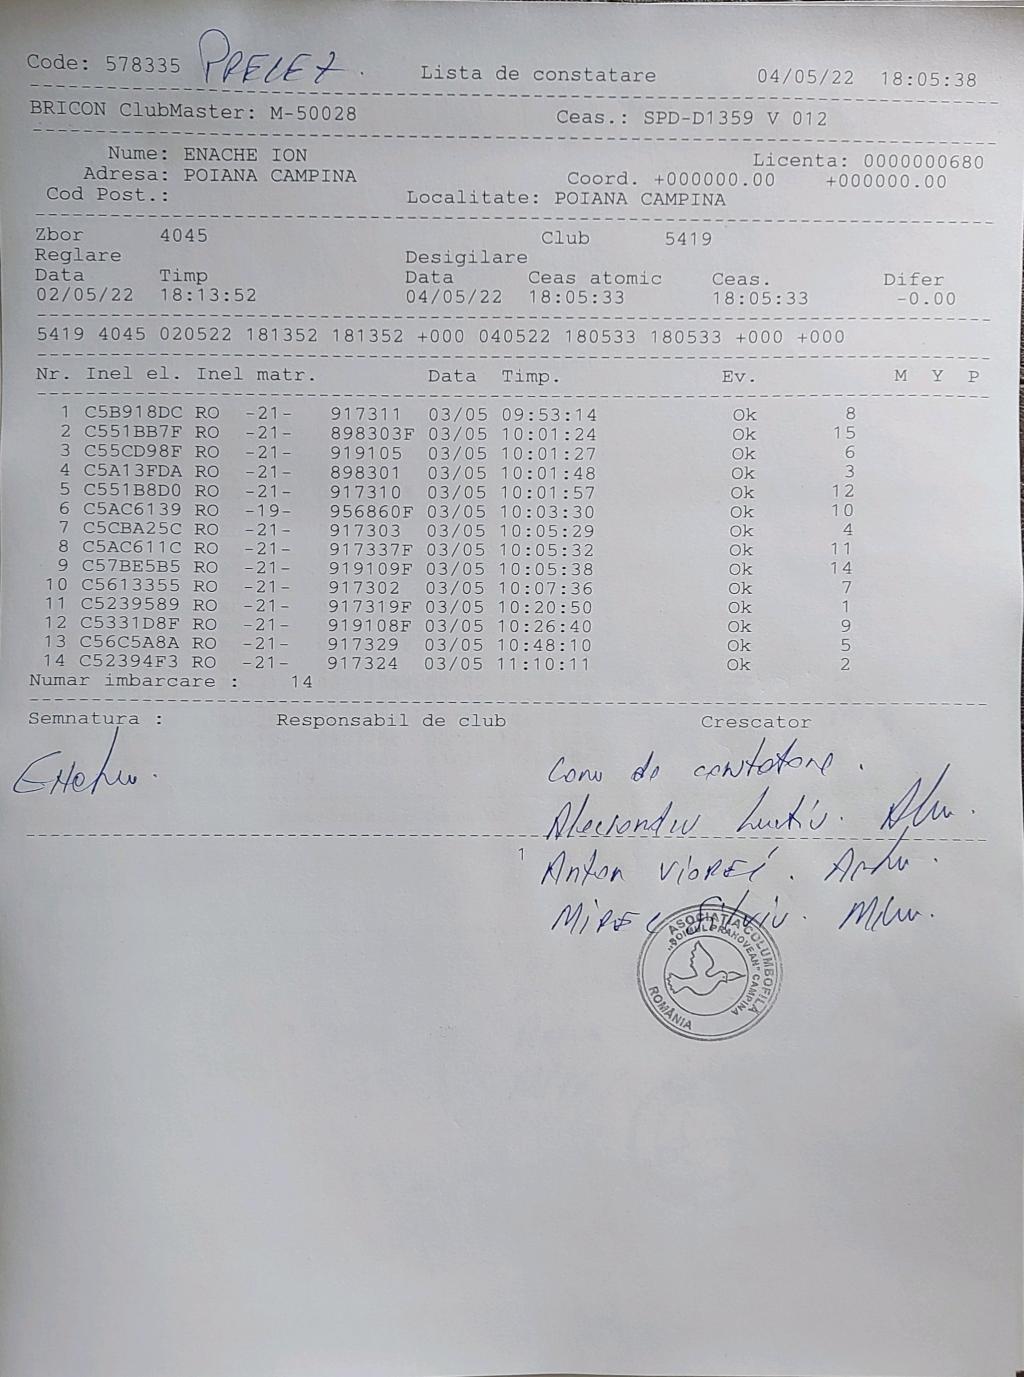 Code: 578335 PRELEZ. Lista de constatare 04/05/22 18:05:38
BRICON ClubMaster: M-50028 Ceas.: SPD-D1359 V 012
Nume: ENACHE ION Licenta: 0000000680
Adresa: POIANA CAMPINA Coord. +000000.00 +000000.00
Cod Post.: Localitate: POIANA CAMPINA
Zbor 4045 Club 5419
Reglare Desigilare
Data Timp Data Ceas atomic Ceas. Difer
02/05/22 18:13:52 04/05/22 18:05:33 18:05:33 -0.00
5419 4045 020522 181352 181352 +000 040522 180533 180533 +000 +000
Nr. Inel el. Inel matr. Data Timp. Ev. M Y P
1 C5B918DC RO -21- 917311 03/05 09:53:14 Ok 8
2 C551BB7F RO -21- 898303F 03/05 10:01:24 Ok 15
3 C55CD98F RO -21- 919105 03/05 10:01:27 Ok 6
4 C5A13FDA RO -21- 898301 03/05 10:01:48 Ok 3
5 C551B8D0 RO -21- 917310 03/05 10:01:57 Ok 12
6 C5AC6139 RO -19- 956860F 03/05 10:03:30 Ok 10
7 C5CBA25C RO -21- 917303 03/05 10:05:29 Ok 4
8 C5AC611C RO -21- 917337F 03/05 10:05:32 Ok 11
9 C57BE5B5 RO -21- 919109F 03/05 10:05:38 Ok 14
10 C5613355 RO -21- 917302 03/05 10:07:36 Ok 7
11 C5239589 RO -21- 917319F 03/05 10:20:50 Ok 1
12 C5331D8F RO -21- 919108F 03/05 10:26:40 Ok 9
13 C56C5A8A RO -21- 917329 03/05 10:48:10 Ok 5
14 C52394F3 RO -21- 917324 03/05 11:10:11 Ok 2
Numar imbarcare : 14
Semnatura : Responsabil de club Crescator
de
1
Anton Viorel.
Silviu.
ASOCIATIA COLUMBOFILA
"SOIMUL PRAHOVEAN" CAMPINA
ROMÂNIA